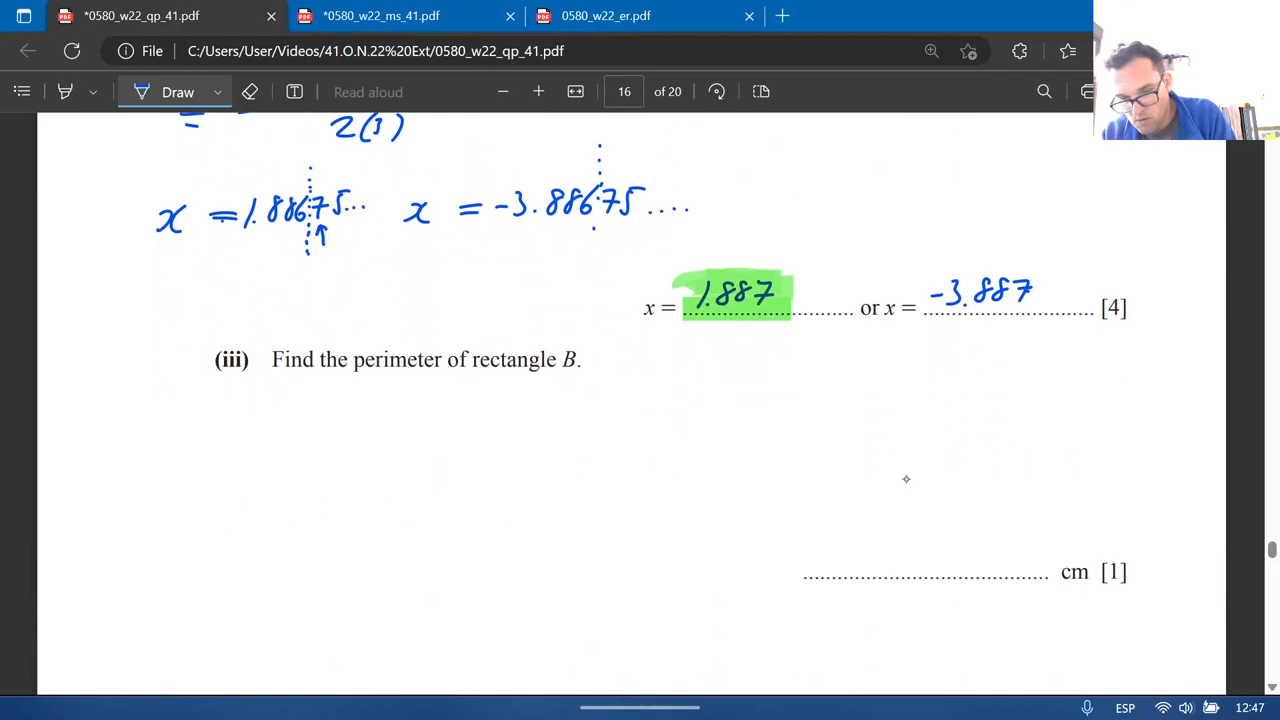 *0580_w22_qp_41.pdf
*0580_w22_ms_41.pdf
0580_w22_er.pdf
File C:/Users/User/Videos/41.O.N.22%20Ext/0580_w22_qp_41.pdf
Draw Read aloud 16 of 20
2(3)
x = 1.88675... x = -3.88675....
x = 1.887 or x = -3.887 [4]
(iii) Find the perimeter of rectangle B.
cm [1]
ESP 12:47